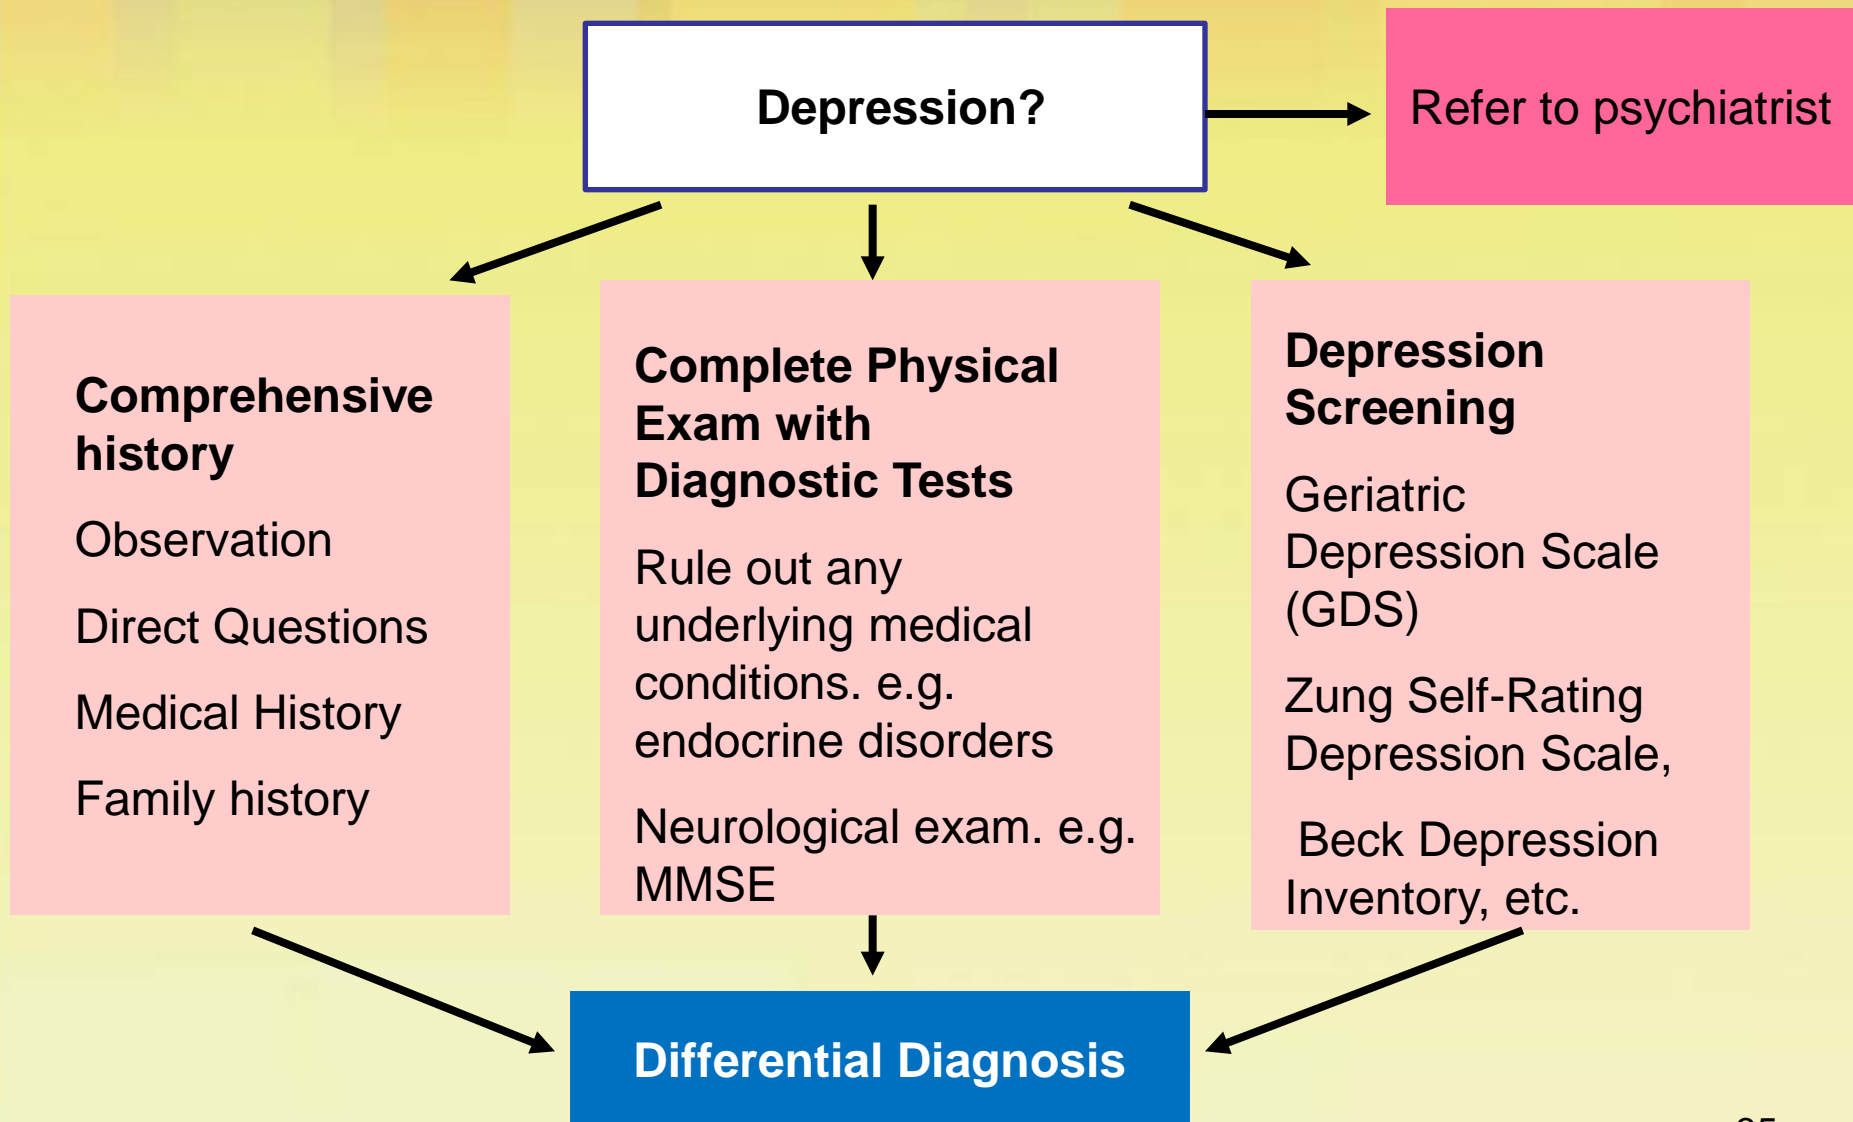 Depression?
Refer to psychiatrist
Comprehensive
history
Observation
Direct Questions
Medical History
Family history
Complete Physical
Exam with
Diagnostic Tests
Rule out any
underlying medical
conditions. e.g.
endocrine disorders
Neurological exam. e.g.
MMSE
Depression
Screening
Geriatric
Depression Scale
(GDS)
Zung Self-Rating
Depression Scale,
Beck Depression
Inventory, etc.
Differential Diagnosis